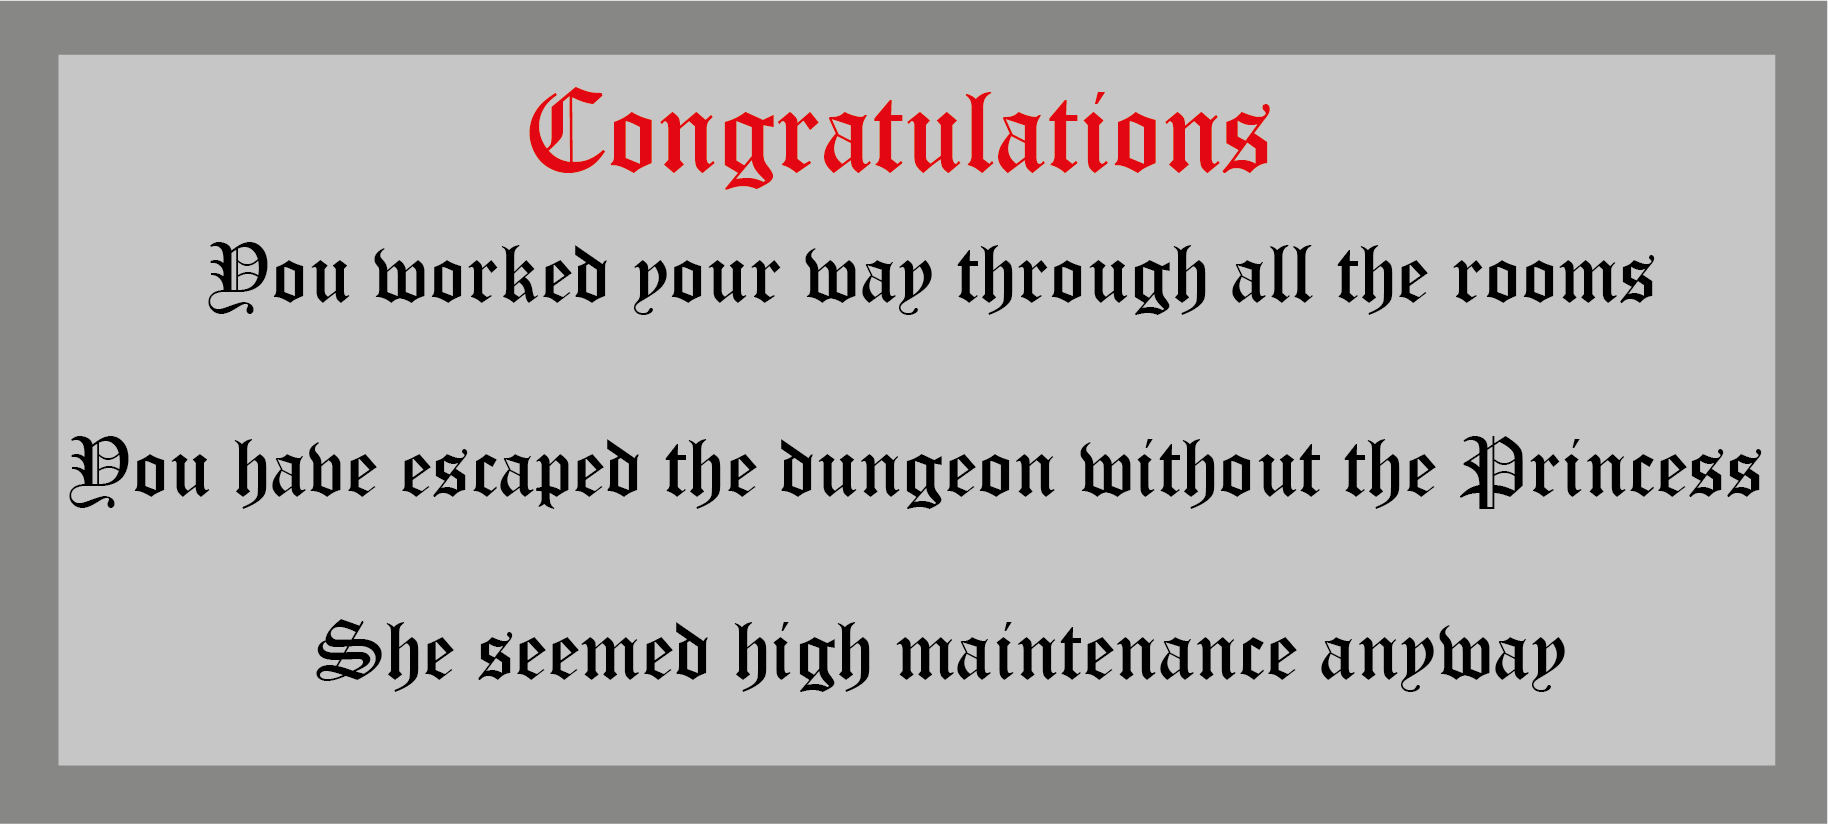 Congratulations
You worked your way through all the rooms
You have escaped the dungeon without the Princess
She seemed high maintenance anyway